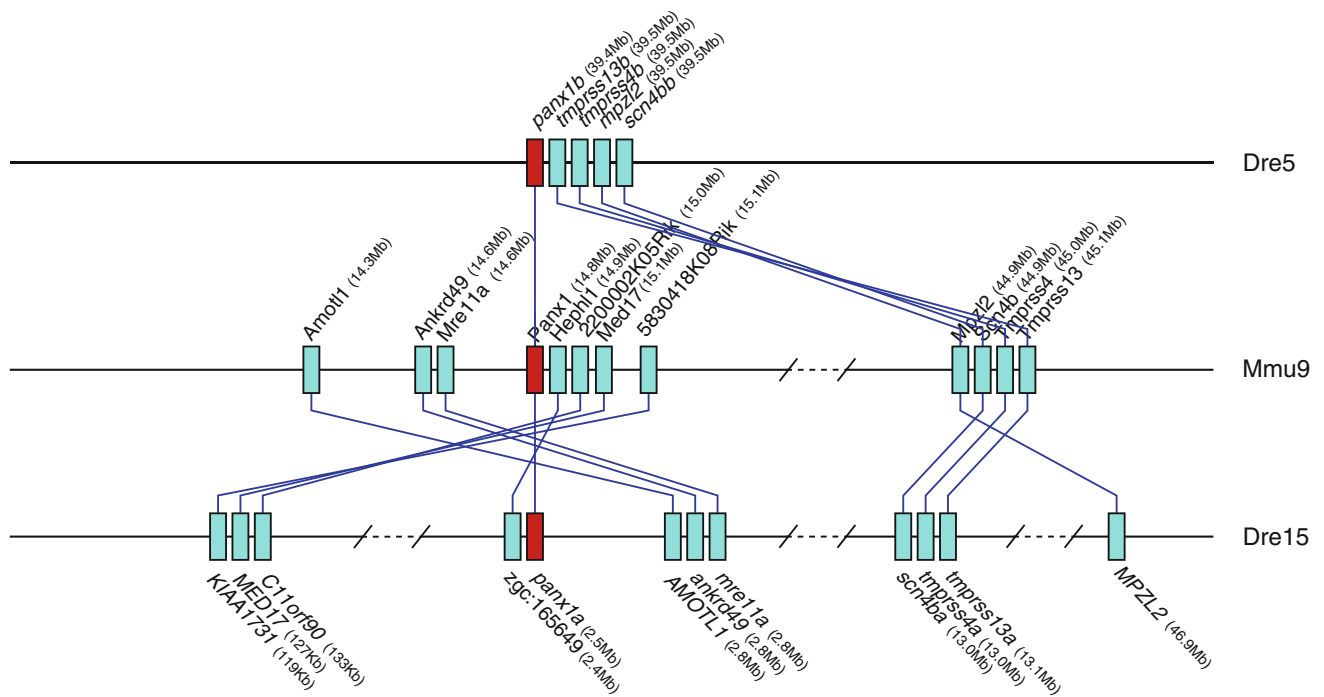 panx1b (39.4Mb)
tmprss13b (39.5Mb)
tmprss4b (39.5Mb)
mpzl2 (39.5Mb)
scn4bb (39.5Mb)
Dre5
Amotl1 (14.3Mb)
Ankrd49 (14.6Mb)
Mre11a (14.6Mb)
Panx1 (14.8Mb)
Hephl1 (14.9Mb)
2200002K05Rik (15.0Mb)
Med17 (15.1Mb)
5830418K08Rik (15.1Mb)
Mpzl2 (44.9Mb)
Scn4b (44.9Mb)
Tmprss4 (45.0Mb)
Tmprss13 (45.1Mb)
Mmu9
Dre15
KIAA1731 (119Kb)
MED17 (127Kb)
C11orf90 (133Kb)
zgc:165649 (2.4Mb)
panx1a (2.5Mb)
AMOTL1 (2.8Mb)
ankrd49 (2.8Mb)
mre11a (2.8Mb)
scn4ba (13.0Mb)
tmprss4a (13.0Mb)
tmprss13a (13.1Mb)
MPZL2 (46.9Mb)